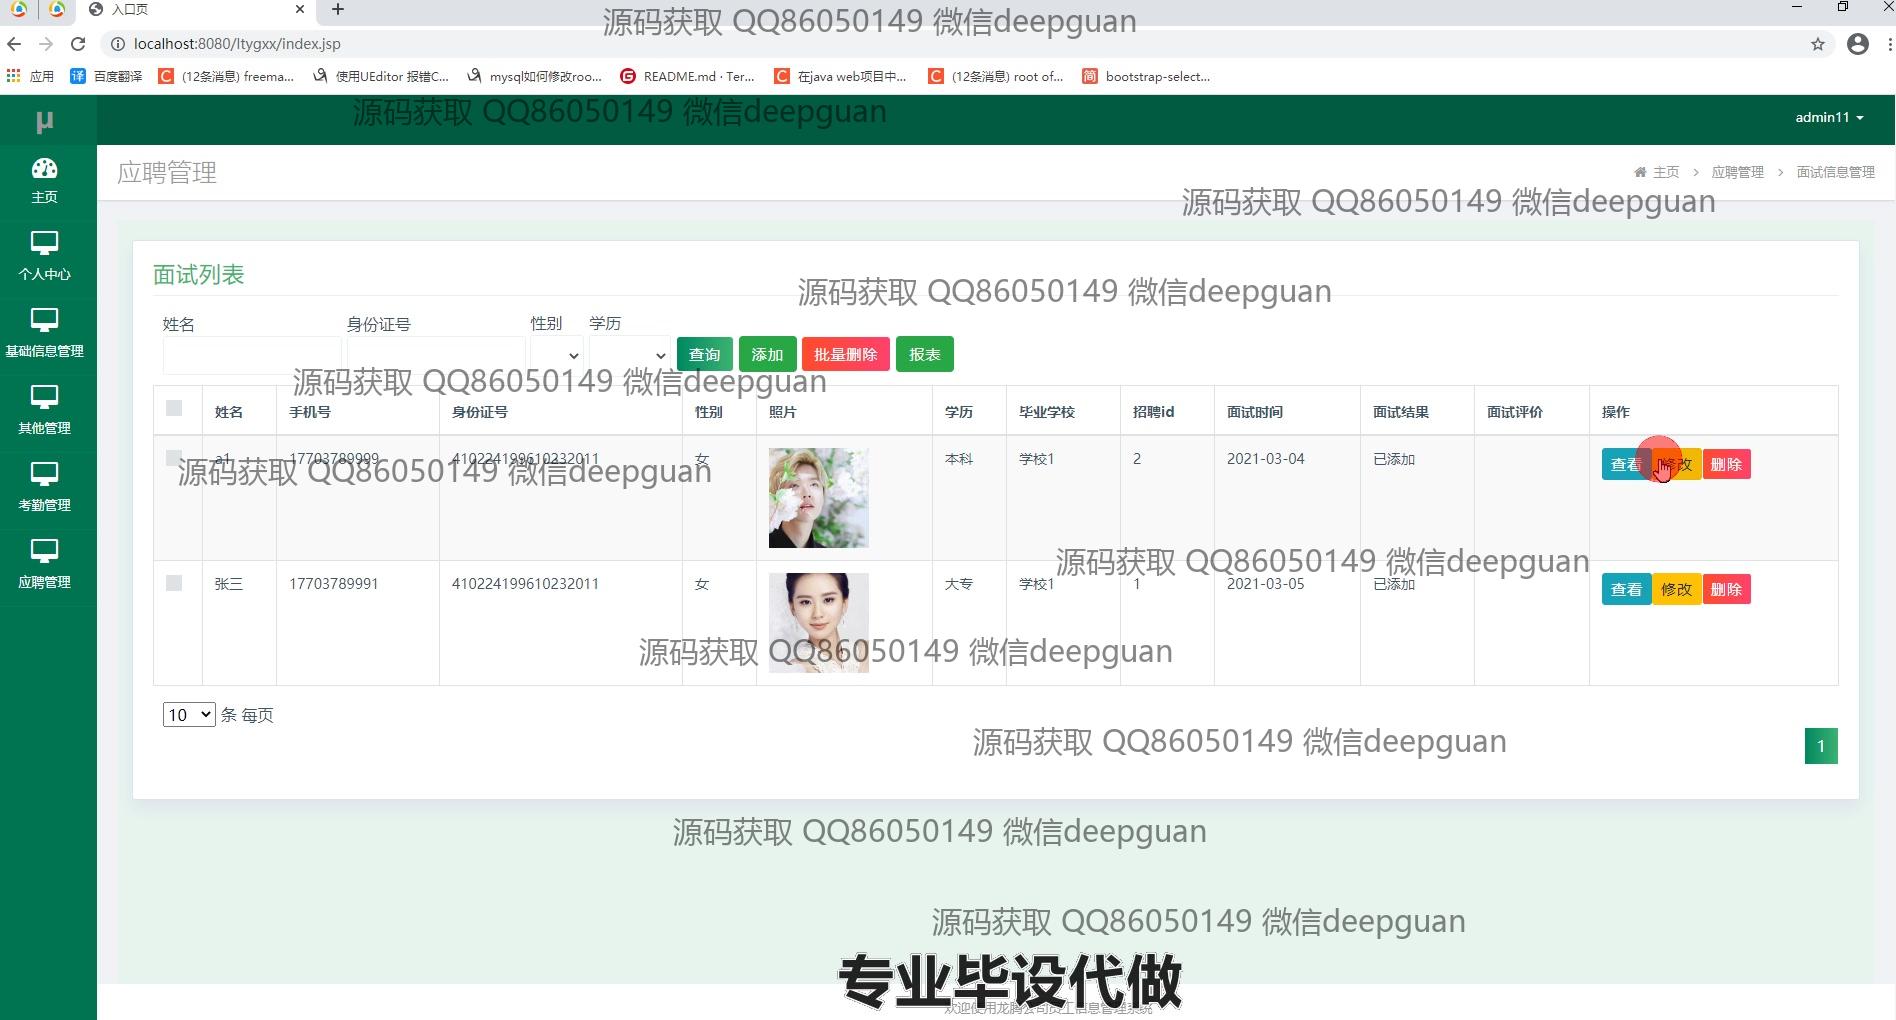 入口页
源码获取 QQ86050149 微信deepguan
localhost:8080/ltygxx/index.jsp
应用 百度翻译 (12条消息) freema... 使用UEditor 报错C... mysql如何修改roo... README.md · Ter... 在java web项目中... (12条消息) root of... bootstrap-select...
源码获取 QQ86050149 微信deepguan
µ
admin11
主页
应聘管理
主页 > 应聘管理 > 面试信息管理
源码获取 QQ86050149 微信deepguan
个人中心
面试列表
源码获取 QQ86050149 微信deepguan
基础信息管理
姓名 身份证号 性别 学历
查询 添加 批量删除 报表
源码获取 QQ86050149 微信deepguan
其他管理
姓名 手机号 身份证号 性别 照片 学历 毕业学校 招聘id 面试时间 面试结果 面试评价 操作
a1 17703789999 410224199610232011 女 本科 学校1 2 2021-03-04 已添加 查看 修改 删除
源码获取 QQ86050149 微信deepguan
考勤管理
源码获取 QQ86050149 微信deepguan
应聘管理
张三 17703789991 410224199610232011 女 大专 学校1 1 2021-03-05 已添加 查看 修改 删除
源码获取 QQ86050149 微信deepguan
10 条 每页
源码获取 QQ86050149 微信deepguan
1
源码获取 QQ86050149 微信deepguan
源码获取 QQ86050149 微信deepguan
专业毕设代做
欢迎使用龙腾公司员工信息管理系统